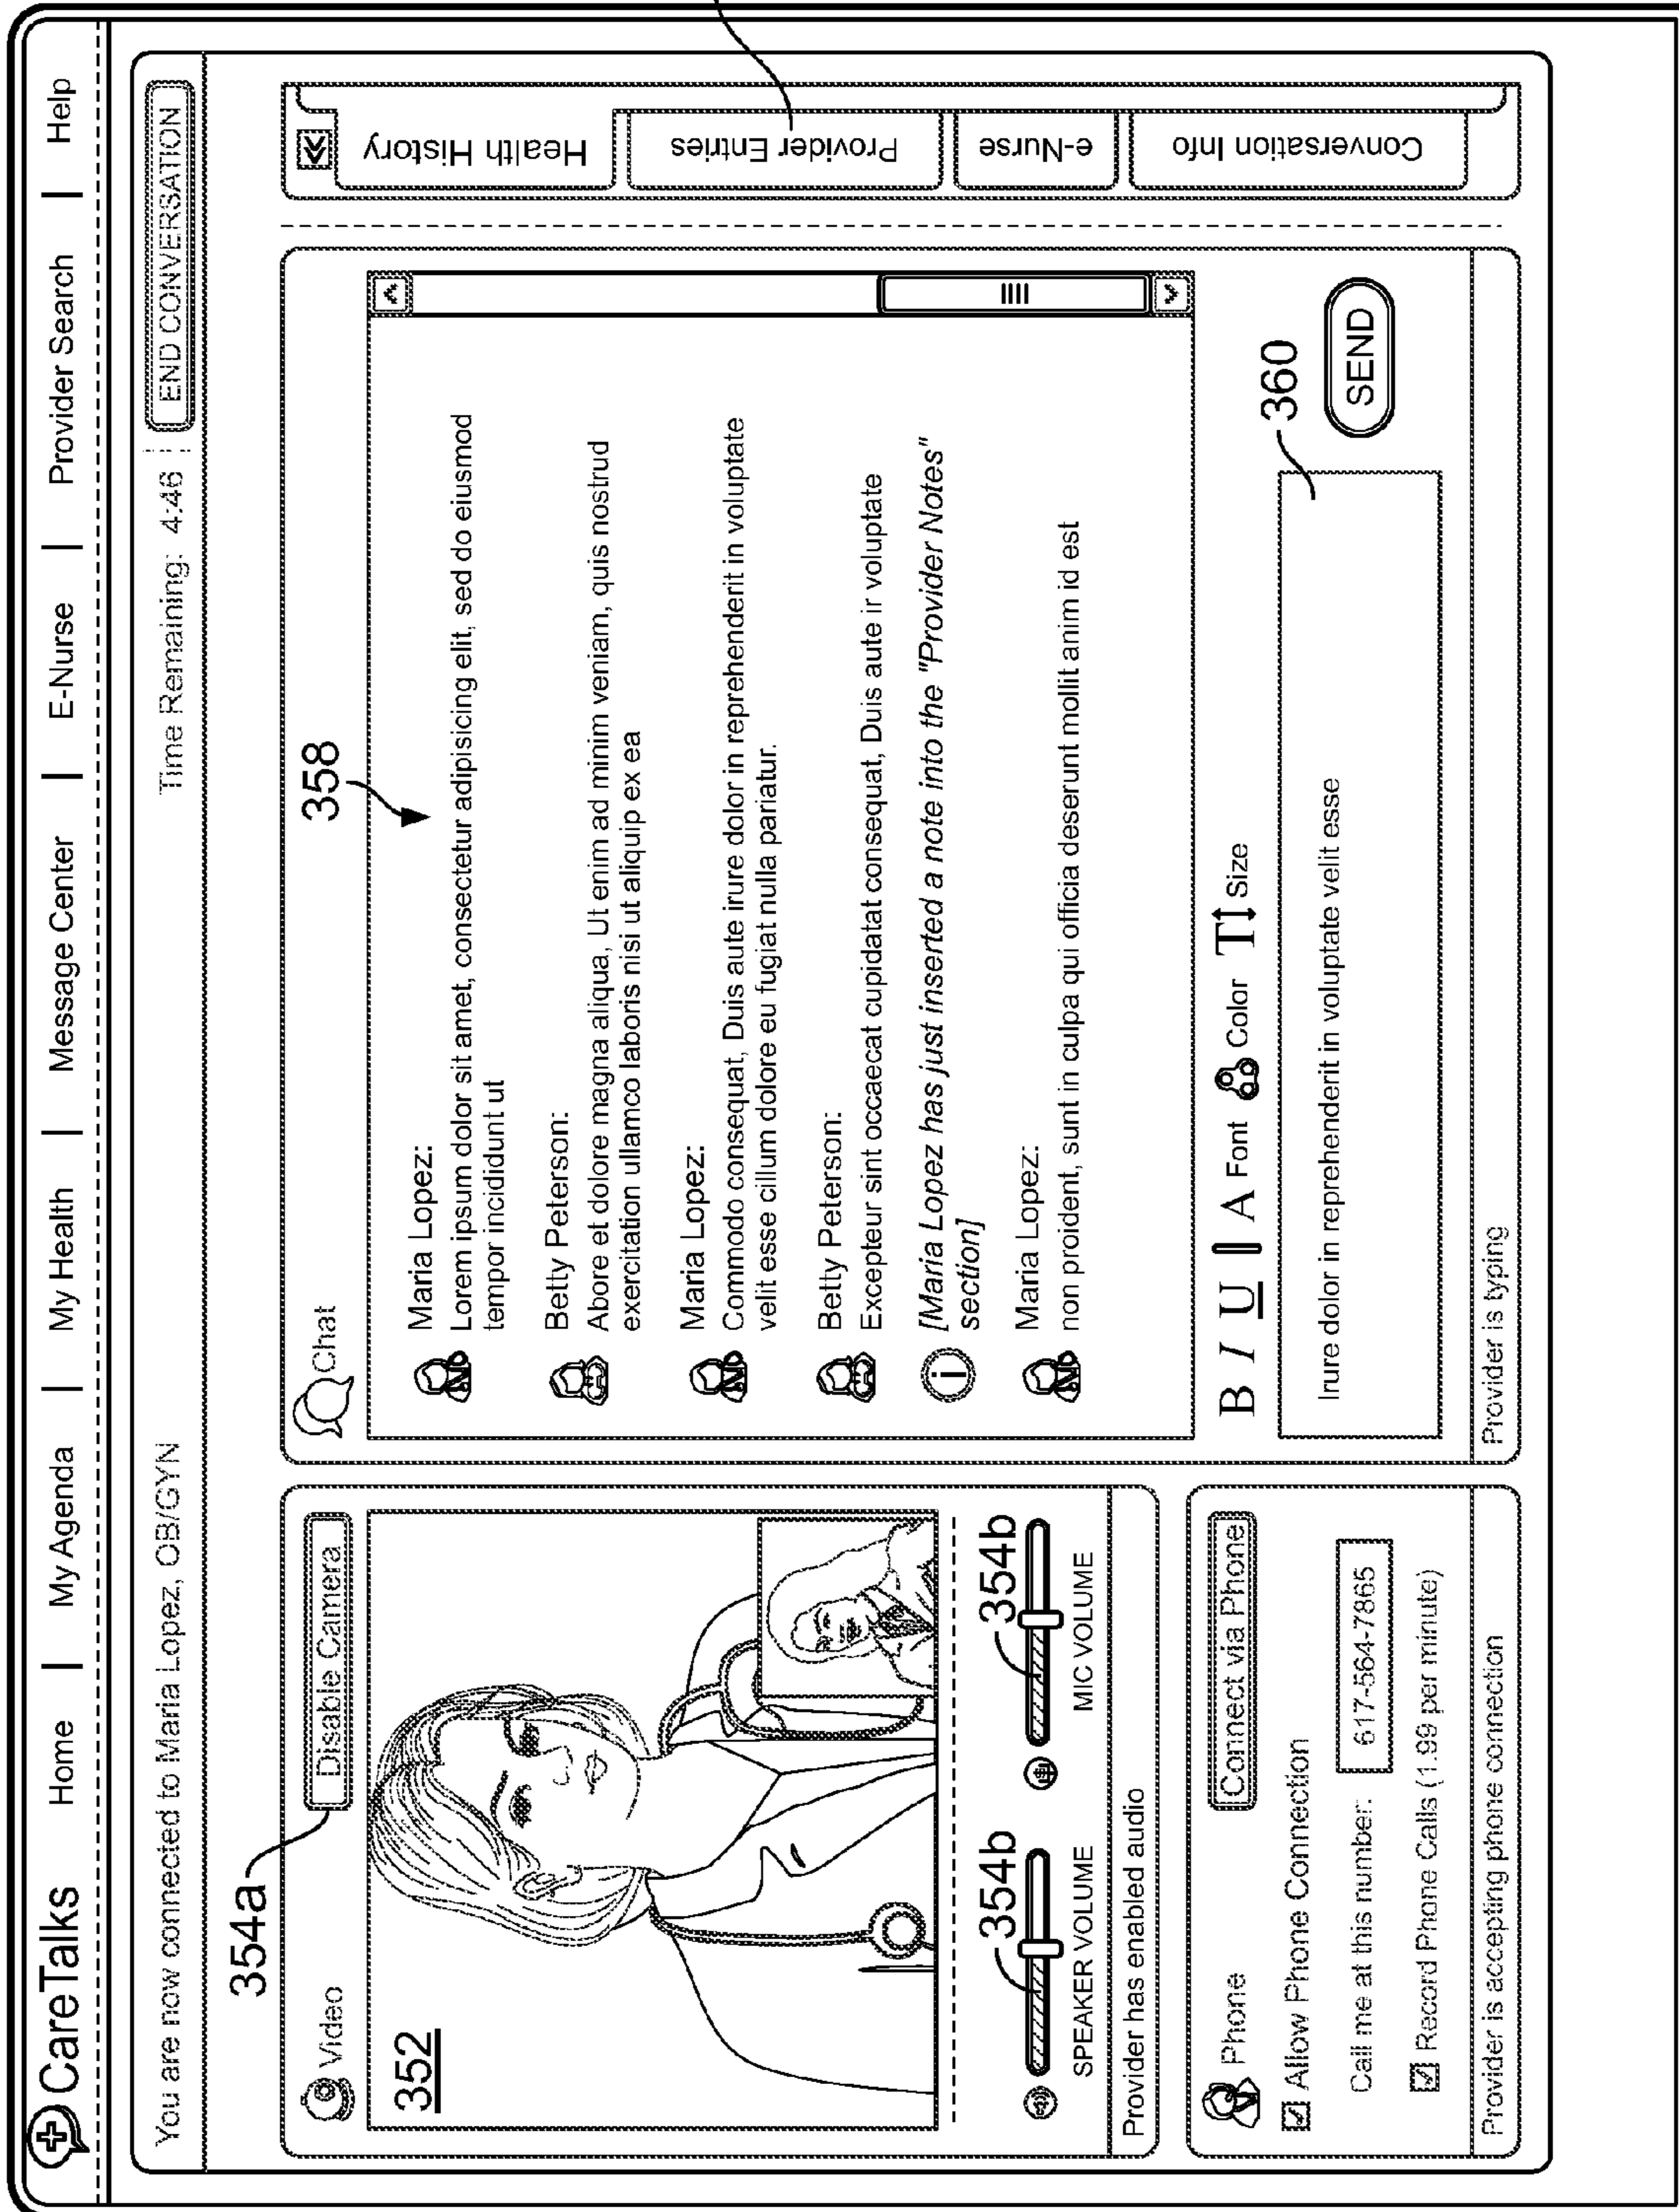 CareTalks
Home | My Agenda | My Health | Message Center | E-Nurse | Provider Search | Help
You are now connected to Maria Lopez, OB/GYN
Time Remaining: 4:46
END CONVERSATION
354a
Video
Disable Camera
352
354b
354b
SPEAKER VOLUME
MIC VOLUME
Provider has enabled audio
Phone
Connect via Phone
Allow Phone Connection
Call me at this number: 617-564-7865
Record Phone Calls (1.99 per minute)
Provider is accepting phone connection
Chat
358
Maria Lopez:
Lorem ipsum dolor sit amet, consectetur adipisicing elit, sed do eiusmod
tempor incididunt ut
Betty Peterson:
Abore et dolore magna aliqua, Ut enim ad minim veniam, quis nostrud
exercitation ullamco laboris nisi ut aliquip ex ea
Maria Lopez:
Commodo consequat, Duis aute irure dolor in reprehenderit in voluptate
velit esse cillum dolore eu fugiat nulla pariatur.
Betty Peterson:
Excepteur sint occaecat cupidatat consequat, Duis aute ir voluptate
[Maria Lopez has just inserted a note into the "Provider Notes"
section]
Maria Lopez:
non proident, sunt in culpa qui officia deserunt mollit anim id est
B I U A Font Color T Size
360
Irure dolor in reprehenderit in voluptate velit esse
SEND
Provider is typing
Health History
Provider Entries
e-Nurse
Conversation Info